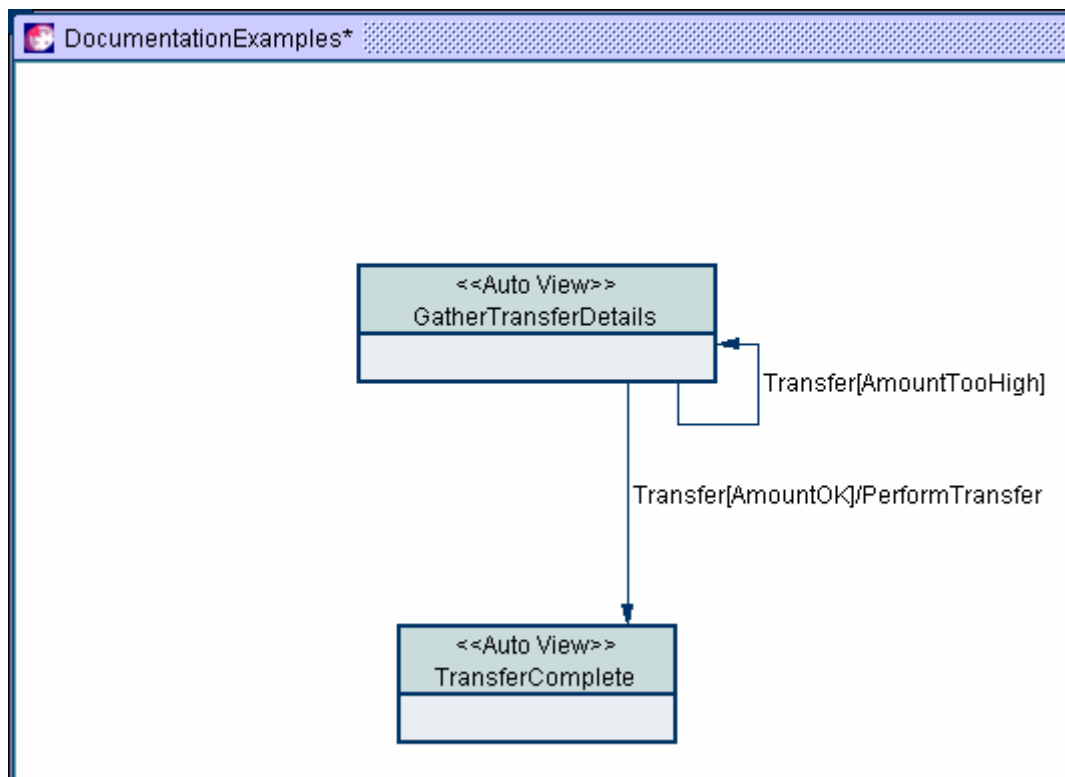 DocumentationExamples*
<<Auto View>>
GatherTransferDetails
Transfer[AmountTooHigh]
Transfer[AmountOK]/PerformTransfer
<<Auto View>>
TransferComplete